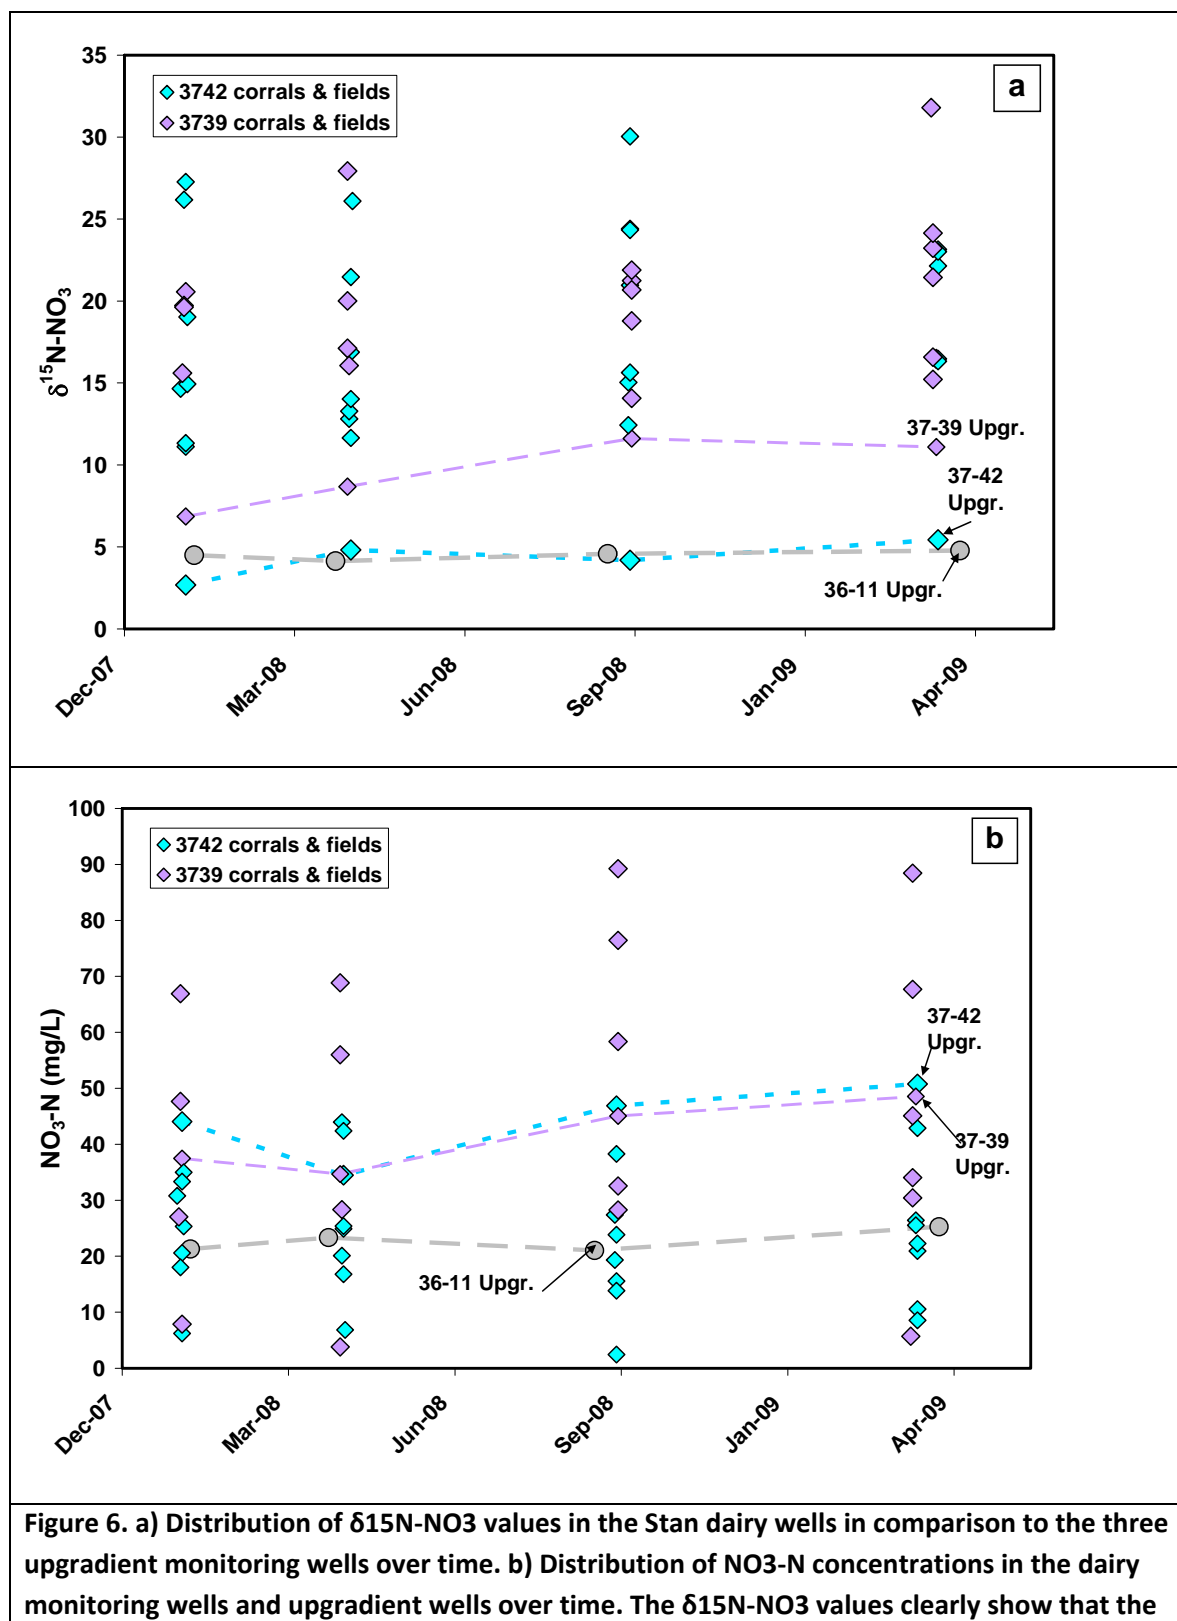 35
30
25
20
15
10
5
0
δ15N-NO3
3742 corrals & fields
3739 corrals & fields
a
37-39 Upgr.
37-42
Upgr.
36-11 Upgr.
Dec-07
Mar-08
Jun-08
Sep-08
Jan-09
Apr-09
100
90
80
70
60
50
40
30
20
10
0
NO3-N (mg/L)
3742 corrals & fields
3739 corrals & fields
b
37-42
Upgr.
37-39
Upgr.
36-11 Upgr.
Dec-07
Mar-08
Jun-08
Sep-08
Jan-09
Apr-09
Figure 6. a) Distribution of δ15N-NO3 values in the Stan dairy wells in comparison to the three
upgradient monitoring wells over time. b) Distribution of NO3-N concentrations in the dairy
monitoring wells and upgradient wells over time. The δ15N-NO3 values clearly show that the